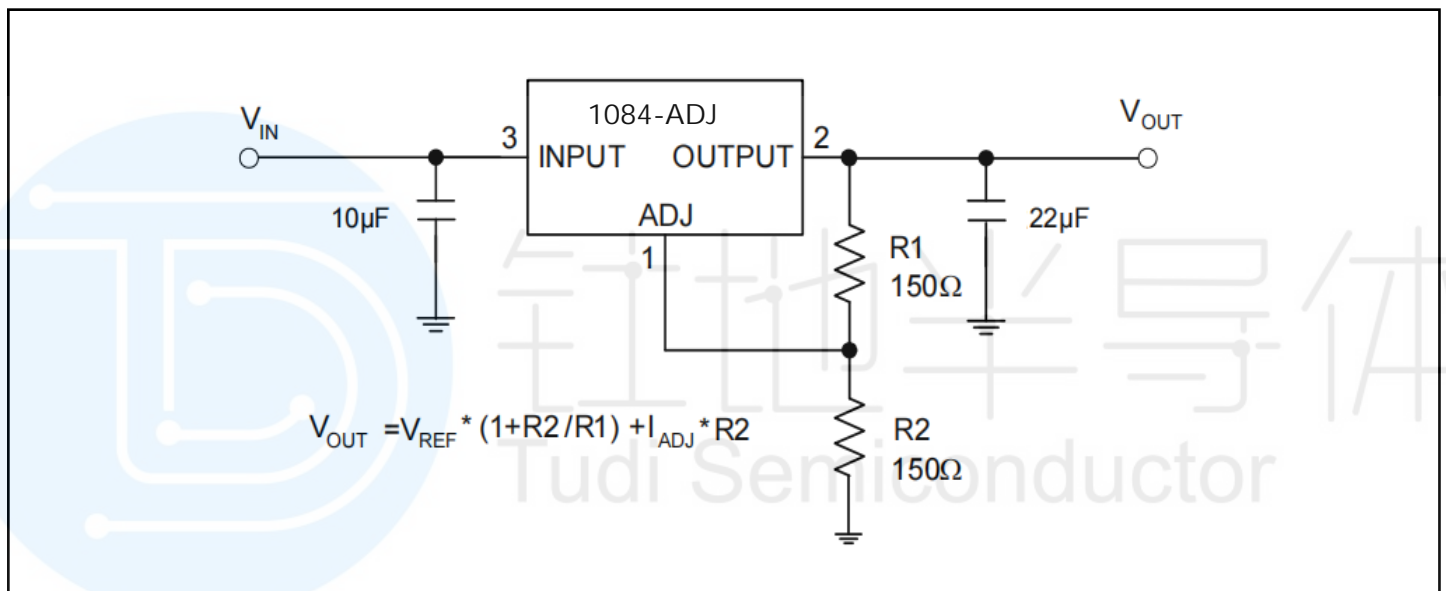 V_IN
3
1084-ADJ
INPUT
OUTPUT
2
V_OUT
10μF
ADJ
1
R1
150Ω
22μF
V_OUT =V_REF * (1+R2/R1) +I_ADJ*R2
R2
150Ω
钍地半导体
Tudi Semiconductor